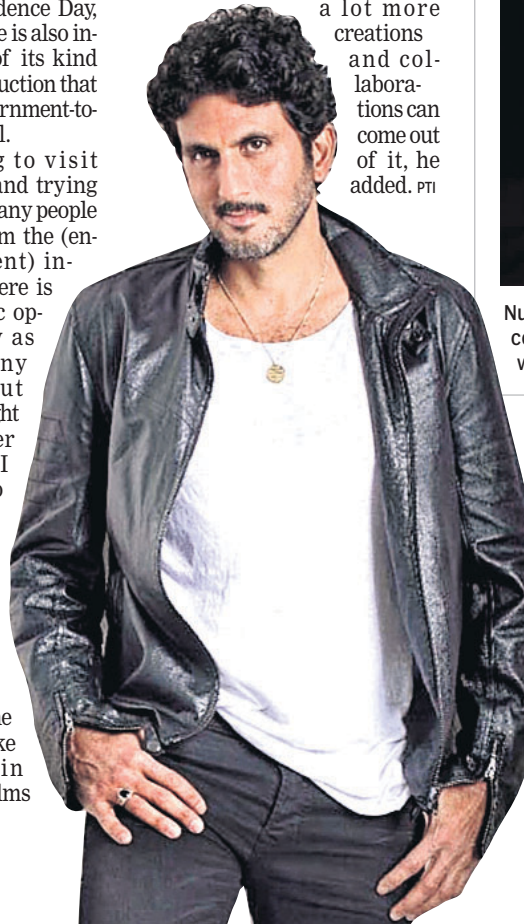 dence Day,
e is also in-
of its kind
uction that
rnment-to-
l.
g to visit
and trying
any people
m the (en-
ent) in-
ere is
c op-
y as
ny
ut
ht
er
I
o
ne
ke
in
lms
a lot more
creations
and col-
labora-
tions can
come out
of it, he
added. PTI
Nu
co
w